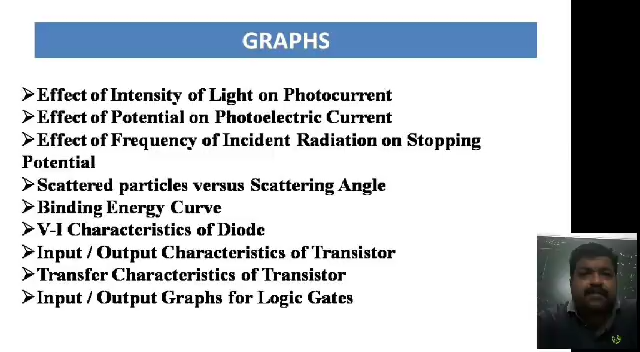 GRAPHS
➢Effect of Intensity of Light on Photocurrent
➢Effect of Potential on Photoelectric Current
➢Effect of Frequency of Incident Radiation on Stopping
Potential
➢Scattered particles versus Scattering Angle
➢Binding Energy Curve
➢V-I Characteristics of Diode
➢Input / Output Characteristics of Transistor
➢Transfer Characteristics of Transistor
➢Input / Output Graphs for Logic Gates